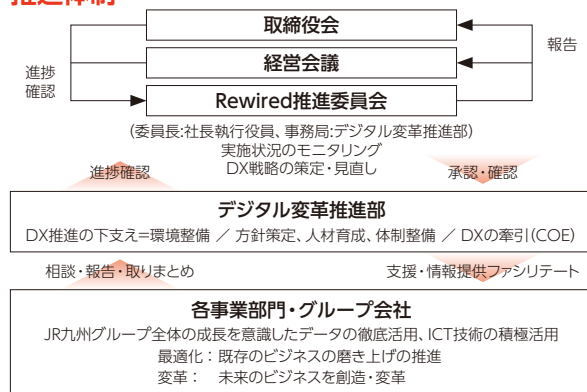 推進体制
取締役会
経営会議
Rewired推進委員会
進捗
確認
報告
(委員長:社長執行役員、事務局:デジタル変革推進部)
実施状況のモニタリング
DX戦略の策定・見直し
進捗確認
承認・確認
デジタル変革推進部
DX推進の下支え=環境整備 ／ 方針策定、人材育成、体制整備 ／ DXの牽引(COE)
相談・報告・取りまとめ
支援・情報提供ファシリテート
各事業部門・グループ会社
JR九州グループ全体の成長を意識したデータの徹底活用、ICT技術の積極活用
最適化：既存のビジネスの磨き上げの推進
変革： 未来のビジネスを創造・変革